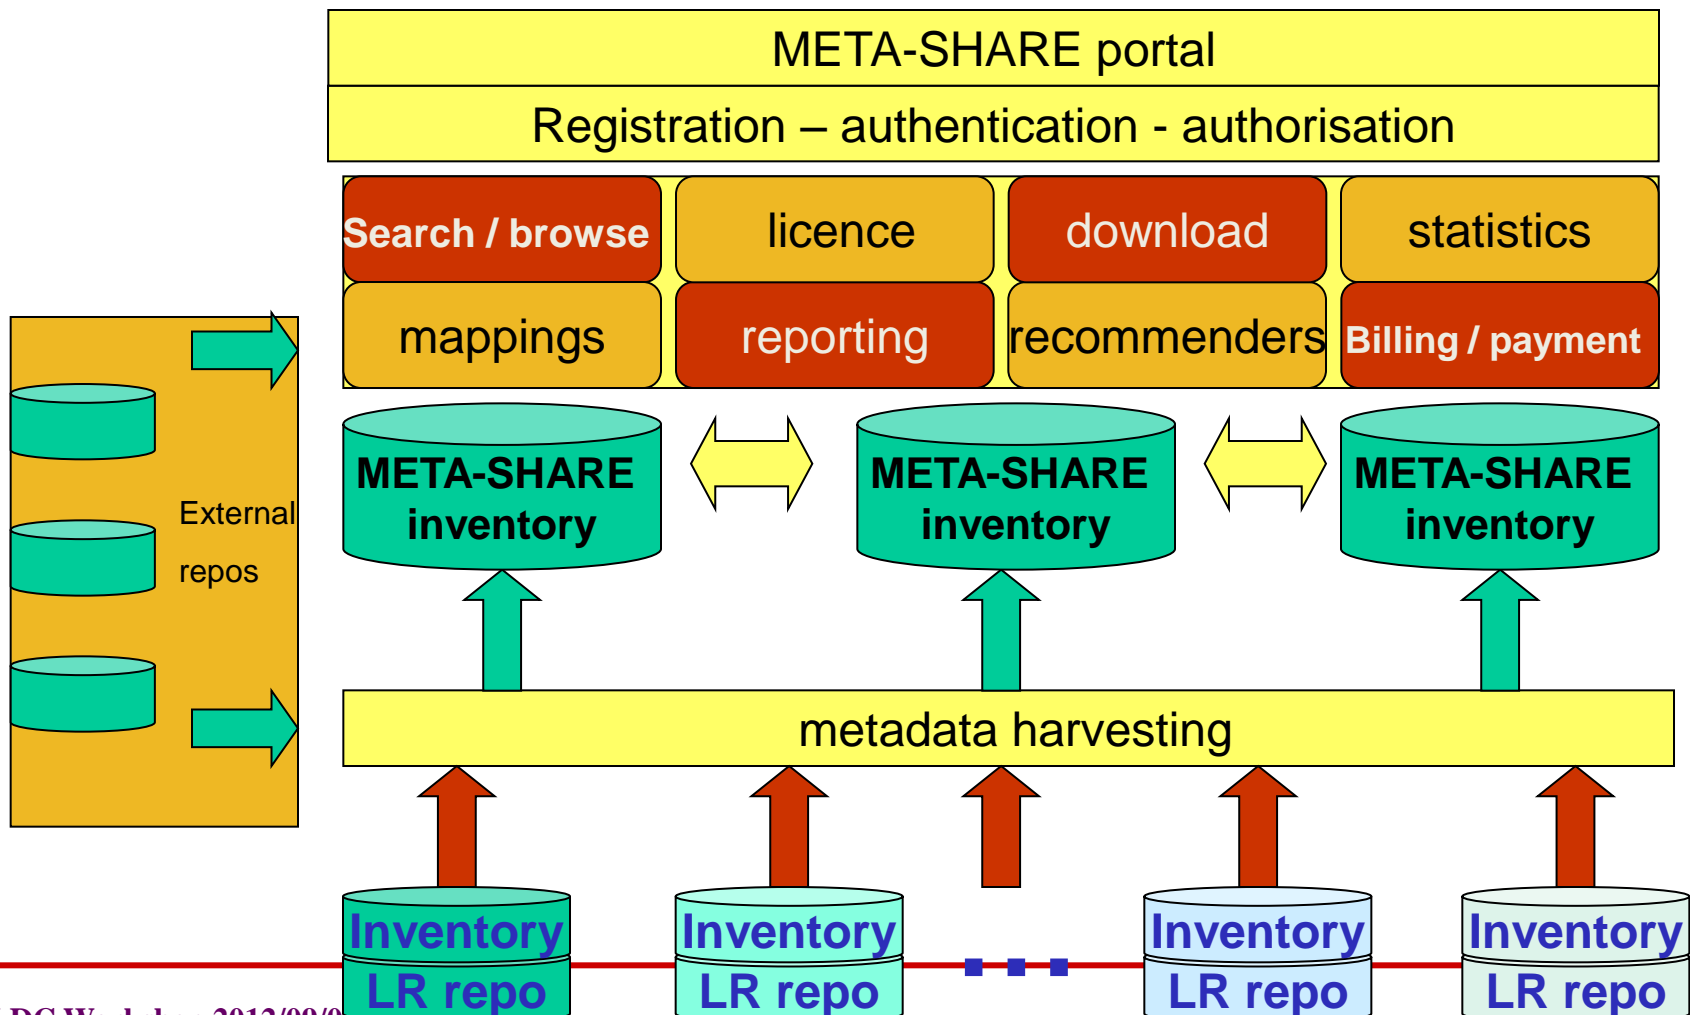 META-SHARE portal
Registration – authentication - authorisation
Search / browse
licence
download
statistics
mappings
reporting
recommenders
Billing / payment
External
repos
META-SHARE
inventory
META-SHARE
inventory
META-SHARE
inventory
metadata harvesting
Inventory
LR repo
Inventory
LR repo
Inventory
LR repo
Inventory
LR repo